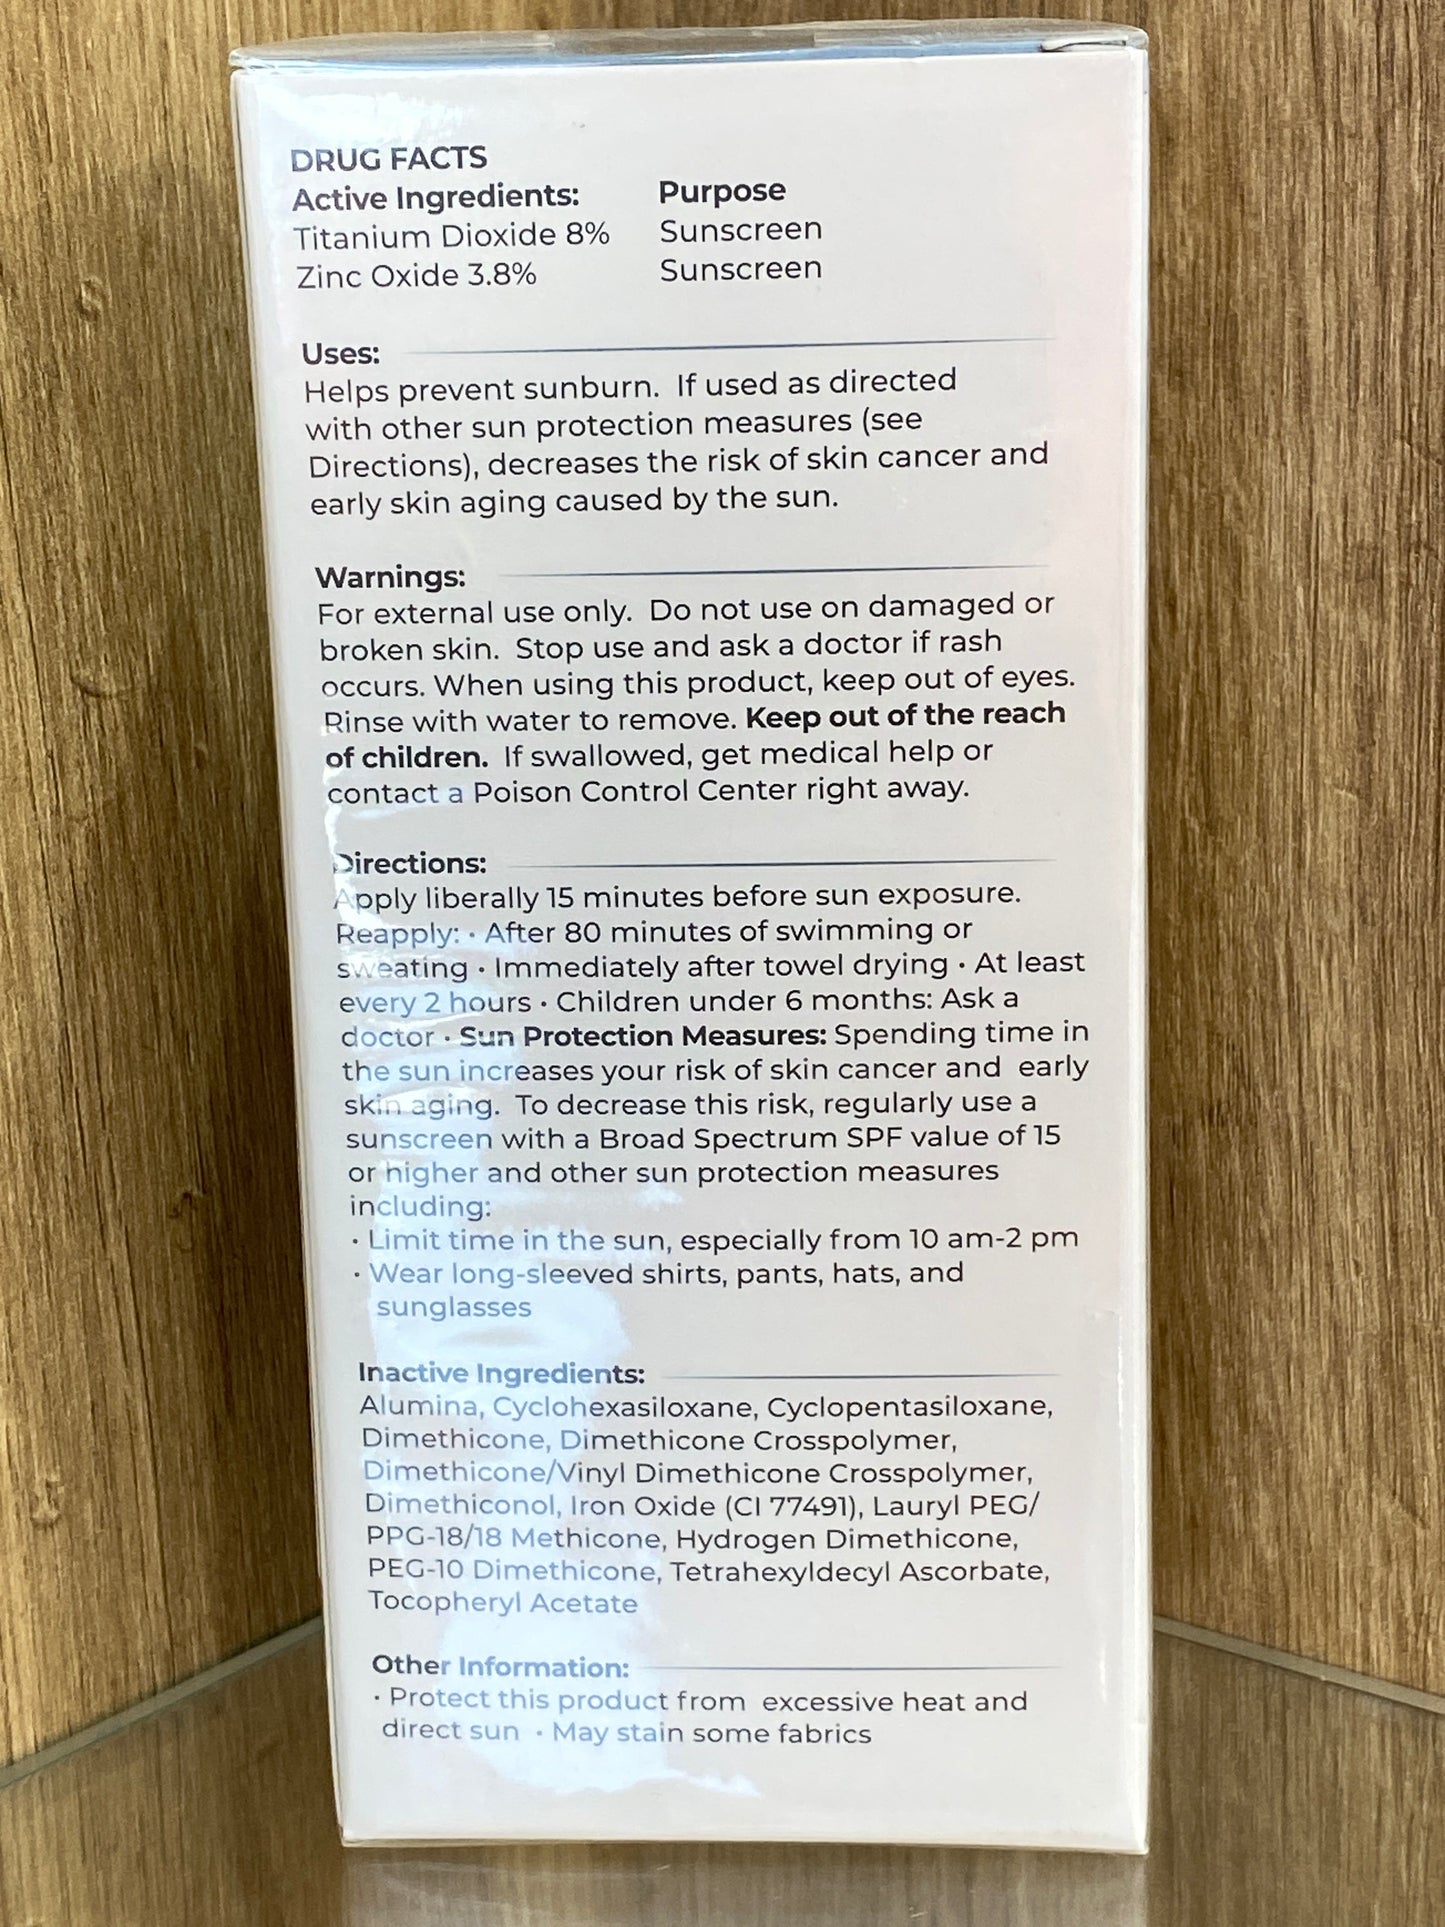 DRUG FACTS
Active Ingredients: Purpose
Titanium Dioxide 8% Sunscreen
Zinc Oxide 3.8% Sunscreen
Uses:
Helps prevent sunburn. If used as directed
with other sun protection measures (see
Directions), decreases the risk of skin cancer and
early skin aging caused by the sun.
Warnings:
For external use only. Do not use on damaged or
broken skin. Stop use and ask a doctor if rash
occurs. When using this product, keep out of eyes.
Rinse with water to remove. Keep out of the reach
of children. If swallowed, get medical help or
contact a Poison Control Center right away.
Directions:
Apply liberally 15 minutes before sun exposure.
Reapply: • After 80 minutes of swimming or
sweating • Immediately after towel drying • At least
every 2 hours • Children under 6 months: Ask a
doctor • Sun Protection Measures: Spending time in
the sun increases your risk of skin cancer and early
skin aging. To decrease this risk, regularly use a
sunscreen with a Broad Spectrum SPF value of 15
or higher and other sun protection measures
including:
• Limit time in the sun, especially from 10 am-2 pm
• Wear long-sleeved shirts, pants, hats, and
sunglasses
Inactive Ingredients:
Alumina, Cyclohexasiloxane, Cyclopentasiloxane,
Dimethicone, Dimethicone Crosspolymer,
Dimethicone/Vinyl Dimethicone Crosspolymer,
Dimethiconol, Iron Oxide (CI 77491), Lauryl PEG/
PPG-18/18 Methicone, Hydrogen Dimethicone,
PEG-10 Dimethicone, Tetrahexyldecyl Ascorbate,
Tocopheryl Acetate
Other Information:
• Protect this product from excessive heat and
direct sun • May stain some fabrics